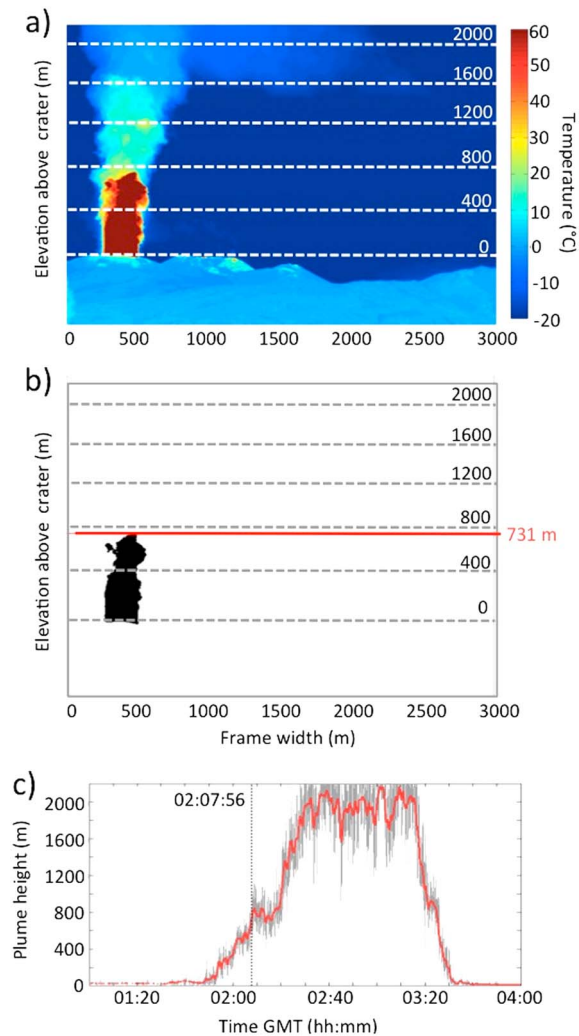 a)
Elevation above crater (m)
2000
1600
1200
800
400
0
60
50
40
30
20
10
0
-10
-20
Temperature (°C)
0 500 1000 1500 2000 2500 3000
b)
Elevation above crater (m)
2000
1600
1200
800
731 m
400
0
0 500 1000 1500 2000 2500 3000
Frame width (m)
c)
02:07:56
Plume height (m)
2000
1600
1200
800
400
0
01:20 02:00 02:40 03:20 04:00
Time GMT (hh:mm)